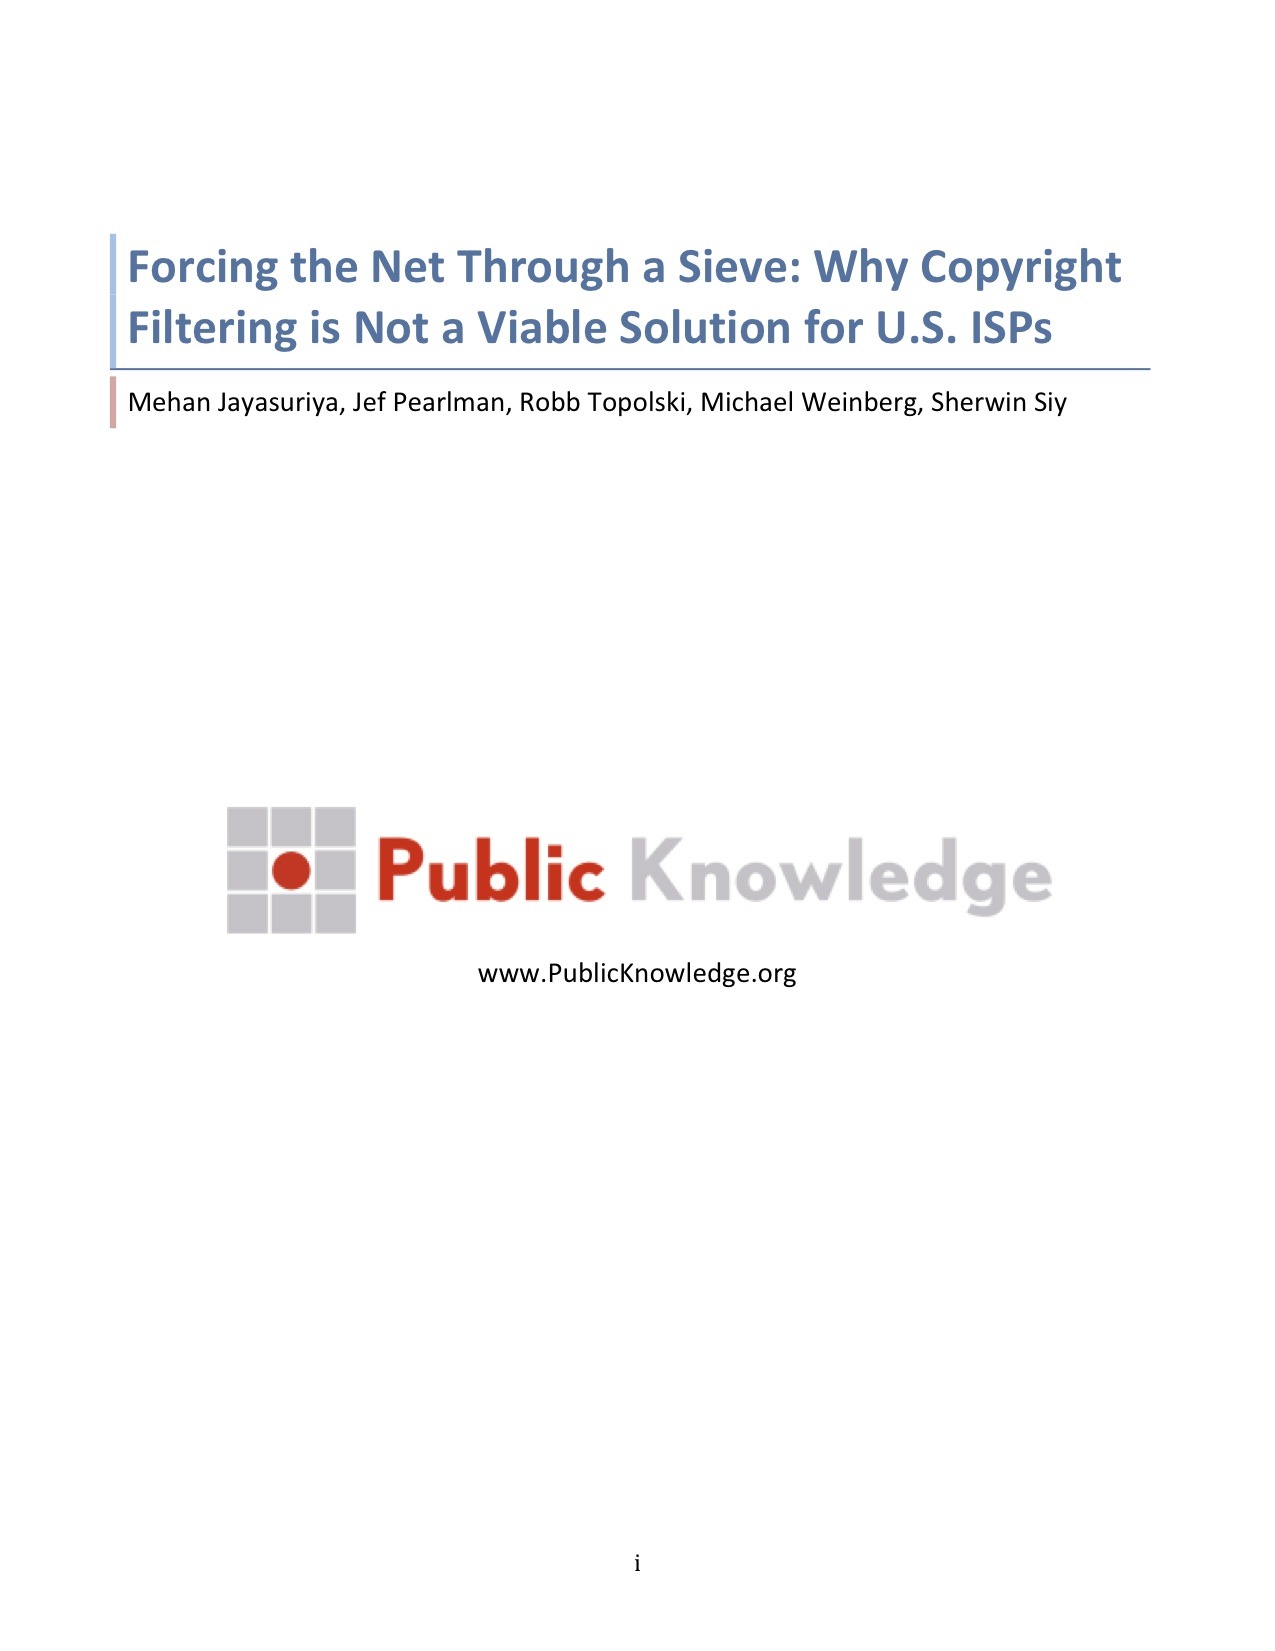 Forcing the Net Through a Sieve: Why Copyright
Filtering is Not a Viable Solution for U.S. ISPs
Mehan Jayasuriya, Jef Pearlman, Robb Topolski, Michael Weinberg, Sherwin Siy
Public Knowledge
www.PublicKnowledge.org
i